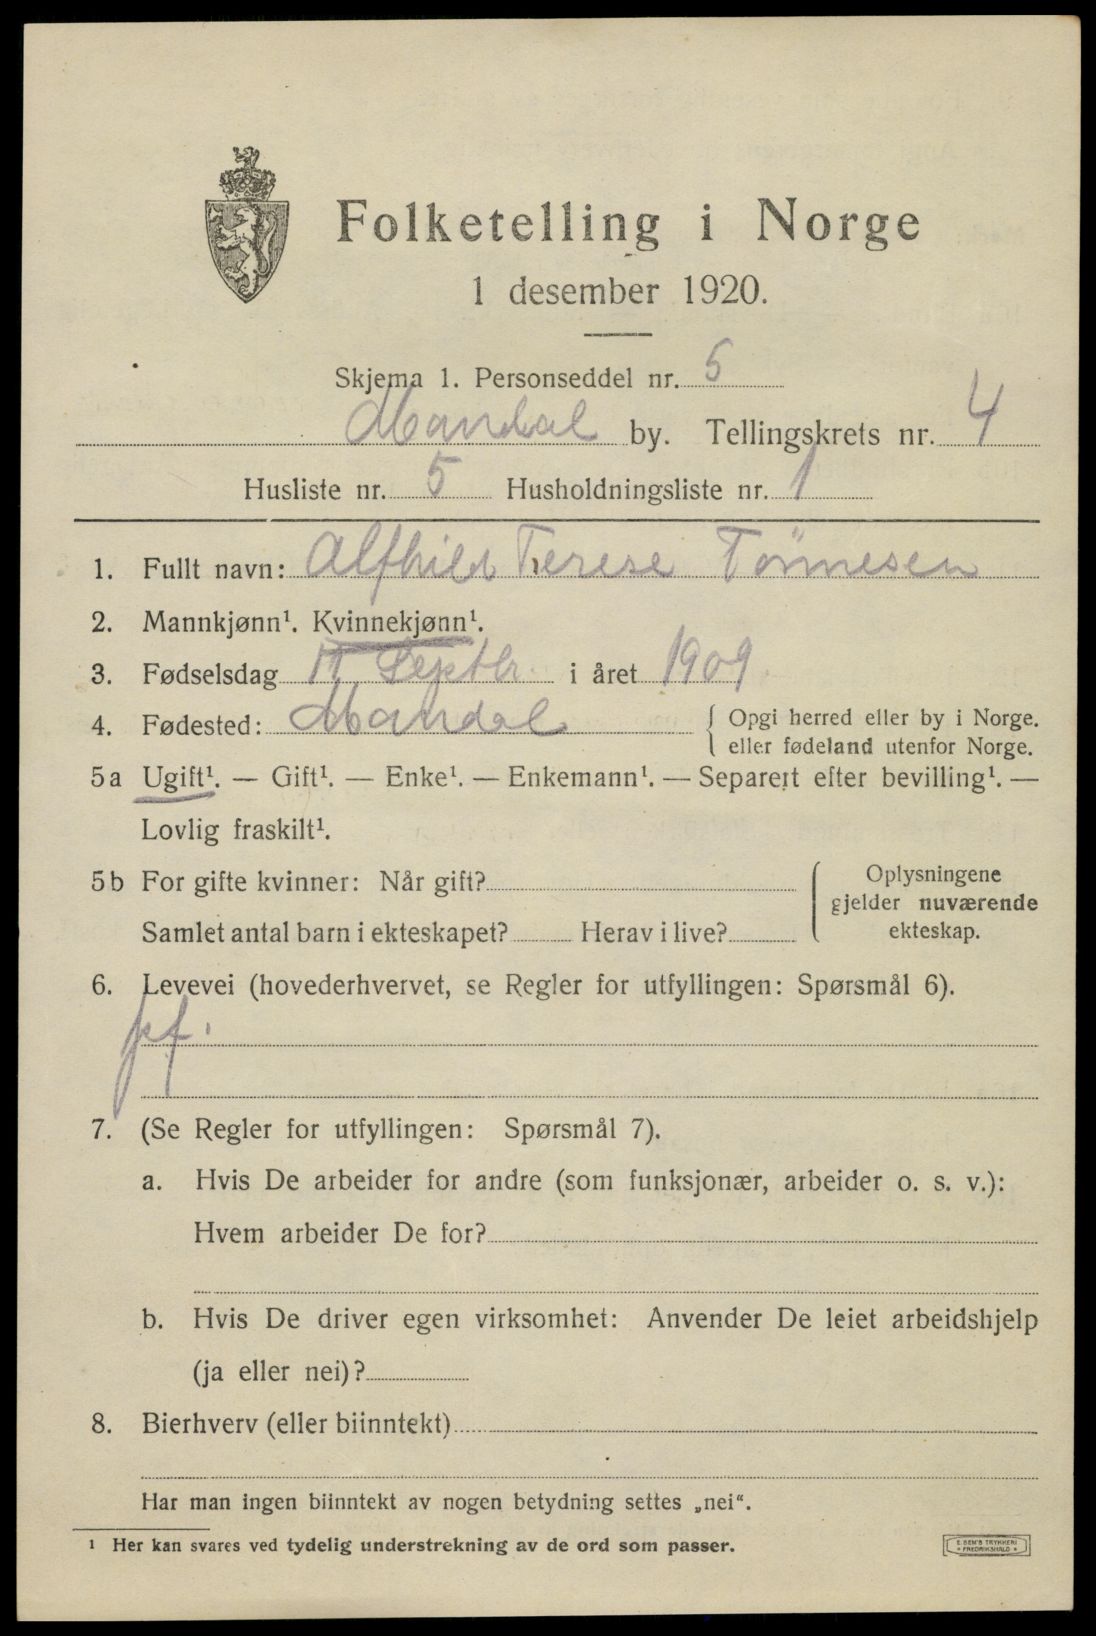 Folketelling i Norge
1 desember 1920.
Skjema 1. Personseddel nr. 5
Mandal by. Tellingskrets nr. 4
Husliste nr. 5 Husholdningsliste nr. 1
1. Fullt navn: Alfhild Terese Tönnesen
2. Mannkjønn¹. Kvinnekjønn¹.
3. Fødselsdag Septbr. i året 1909.
4. Fødested: Mandal { Opgi herred eller by i Norge.
eller fødeland utenfor Norge.
5a Ugift¹. — Gift¹. — Enke¹. — Enkemann¹. — Separert efter bevilling¹. —
Lovlig fraskilt¹.
5b For gifte kvinner: Når gift?
Samlet antal barn i ekteskapet? Herav i live?
{ Oplysningene
gjelder nuværende
ekteskap.
6. Levevei (hovederhvervet, se Regler for utfyllingen: Spørsmål 6).
pf.
7. (Se Regler for utfyllingen: Spørsmål 7).
a. Hvis De arbeider for andre (som funksjonær, arbeider o. s. v.):
Hvem arbeider De for?
b. Hvis De driver egen virksomhet: Anvender De leiet arbeidshjelp
(ja eller nei)?
8. Bierhverv (eller biinntekt)
Har man ingen biinntekt av nogen betydning settes „nei“.
¹ Her kan svares ved tydelig understrekning av de ord som passer.
E. SEM'S TRYKKERI
* FREDRIKSHALD *